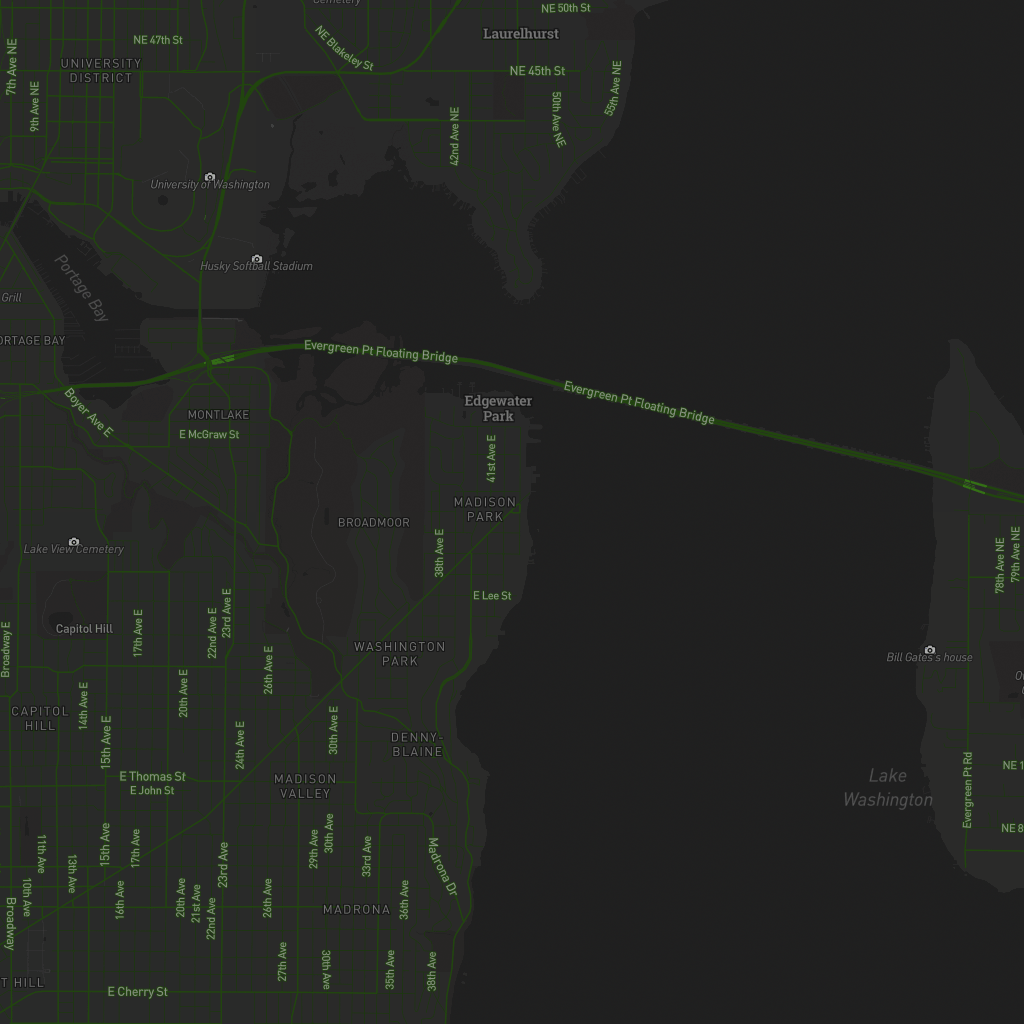 Cemetery
NE 50th St
Laurelhurst
NE 47th St
NE Blakeley St
7th Ave NE
UNIVERSITY
DISTRICT
NE 45th St
55th Ave NE
9th Ave NE
50th Ave NE
42nd Ave NE
University of Washington
Husky Softball Stadium
Portage Bay
Grill
ORTAGE BAY
Evergreen Pt Floating Bridge
Evergreen Pt Floating Bridge
Edgewater
Park
Boyer Ave E
MONTLAKE
E McGraw St
41st Ave E
MADISON
PARK
BROADMOOR
38th Ave E
Lake View Cemetery
78th Ave NE
79th Ave NE
E Lee St
Capitol Hill
17th Ave E
22nd Ave E
23rd Ave E
Broadway E
WASHINGTON
PARK
Bill Gates s house
26th Ave E
20th Ave E
14th Ave E
CAPITOL
HILL
15th Ave E
24th Ave E
30th Ave E
DENNY-
BLAINE
E Thomas St
E John St
MADISON
VALLEY
Lake
Washington
Evergreen Pt Rd
NE 1
NE 8
11th Ave
15th Ave
17th Ave
13th Ave
23rd Ave
29th Ave
30th Ave
33rd Ave
Madrona Dr
10th Ave
Broadway
16th Ave
20th Ave
21st Ave
22nd Ave
26th Ave
MADRONA
36th Ave
27th Ave
30th Ave
35th Ave
38th Ave
T HILL
E Cherry St